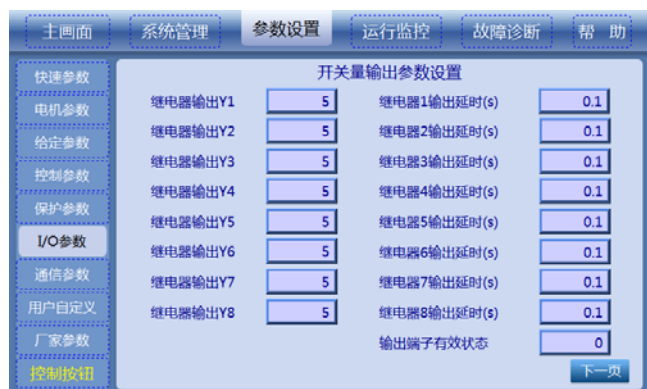 主画面 系统管理 参数设置 运行监控 故障诊断 帮 助
快速参数
电机参数
给定参数
控制参数
保护参数
I/O参数
通信参数
用户自定义
厂家参数
控制按钮
开关量输出参数设置
继电器输出Y1 5 继电器1输出延时(s) 0.1
继电器输出Y2 5 继电器2输出延时(s) 0.1
继电器输出Y3 5 继电器3输出延时(s) 0.1
继电器输出Y4 5 继电器4输出延时(s) 0.1
继电器输出Y5 5 继电器5输出延时(s) 0.1
继电器输出Y6 5 继电器6输出延时(s) 0.1
继电器输出Y7 5 继电器7输出延时(s) 0.1
继电器输出Y8 5 继电器8输出延时(s) 0.1
输出端子有效状态 0
下一页